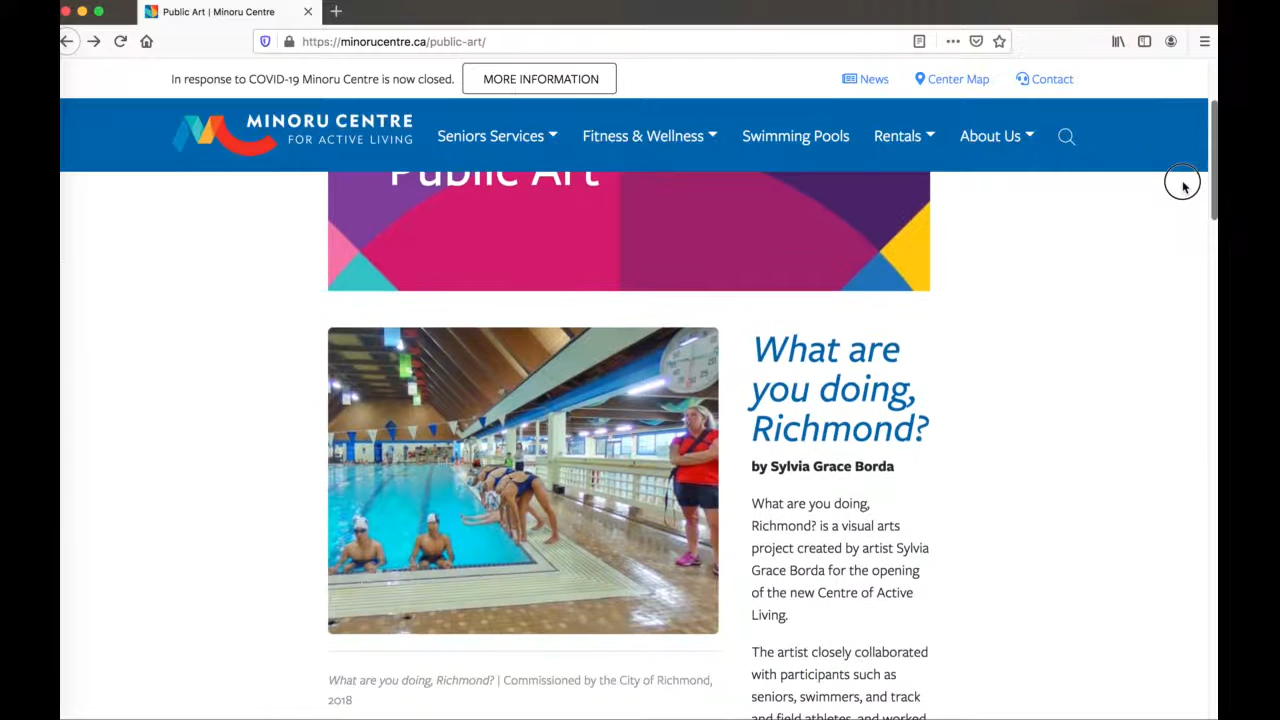 Public Art | Minoru Centre
https://minorucentre.ca/public-art/
In response to COVID-19 Minoru Centre is now closed. MORE INFORMATION News Center Map Contact
MINORU CENTRE
FOR ACTIVE LIVING
Seniors Services Fitness & Wellness Swimming Pools Rentals About Us
Public Art
What are
you doing,
Richmond?
by Sylvia Grace Borda
What are you doing,
Richmond? is a visual arts
project created by artist Sylvia
Grace Borda for the opening
of the new Centre of Active
Living.
The artist closely collaborated
with participants such as
seniors, swimmers, and track
and field athletes, and worked
What are you doing, Richmond? | Commissioned by the City of Richmond,
2018